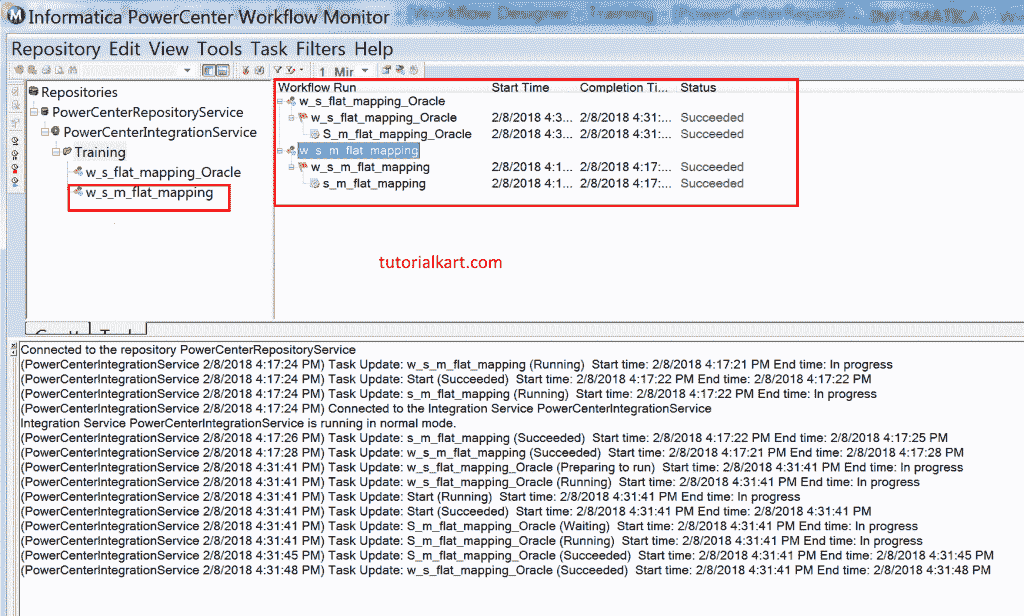 Informatica PowerCenter Workflow Monitor
Repository Edit View Tools Task Filters Help
1 Mir
Repositories
PowerCenterRepositoryService
PowerCenterIntegrationService
Training
w_s_flat_mapping_Oracle
w_s_m_flat_mapping
Workflow Run Start Time Completion Ti... Status
w_s_flat_mapping_Oracle
w_s_flat_mapping_Oracle 2/8/2018 4:3... 2/8/2018 4:31:... Succeeded
S_m_flat_mapping_Oracle 2/8/2018 4:3... 2/8/2018 4:31:... Succeeded
w_s_m_flat_mapping
w_s_m_flat_mapping 2/8/2018 4:1... 2/8/2018 4:17:... Succeeded
s_m_flat_mapping 2/8/2018 4:1... 2/8/2018 4:17:... Succeeded
tutorialkart.com
Connected to the repository PowerCenterRepositoryService
(PowerCenterIntegrationService 2/8/2018 4:17:24 PM) Task Update: w_s_m_flat_mapping (Running) Start time: 2/8/2018 4:17:21 PM End time: In progress
(PowerCenterIntegrationService 2/8/2018 4:17:24 PM) Task Update: Start (Succeeded) Start time: 2/8/2018 4:17:22 PM End time: 2/8/2018 4:17:22 PM
(PowerCenterIntegrationService 2/8/2018 4:17:24 PM) Task Update: s_m_flat_mapping (Running) Start time: 2/8/2018 4:17:22 PM End time: In progress
(PowerCenterIntegrationService 2/8/2018 4:17:24 PM) Connected to the Integration Service PowerCenterIntegrationService
Integration Service PowerCenterIntegrationService is running in normal mode.
(PowerCenterIntegrationService 2/8/2018 4:17:26 PM) Task Update: s_m_flat_mapping (Succeeded) Start time: 2/8/2018 4:17:22 PM End time: 2/8/2018 4:17:25 PM
(PowerCenterIntegrationService 2/8/2018 4:17:28 PM) Task Update: w_s_m_flat_mapping (Succeeded) Start time: 2/8/2018 4:17:21 PM End time: 2/8/2018 4:17:28 PM
(PowerCenterIntegrationService 2/8/2018 4:31:41 PM) Task Update: w_s_flat_mapping_Oracle (Preparing to run) Start time: 2/8/2018 4:31:41 PM End time: In progress
(PowerCenterIntegrationService 2/8/2018 4:31:41 PM) Task Update: w_s_flat_mapping_Oracle (Running) Start time: 2/8/2018 4:31:41 PM End time: In progress
(PowerCenterIntegrationService 2/8/2018 4:31:41 PM) Task Update: Start (Running) Start time: 2/8/2018 4:31:41 PM End time: In progress
(PowerCenterIntegrationService 2/8/2018 4:31:41 PM) Task Update: Start (Succeeded) Start time: 2/8/2018 4:31:41 PM End time: 2/8/2018 4:31:41 PM
(PowerCenterIntegrationService 2/8/2018 4:31:41 PM) Task Update: S_m_flat_mapping_Oracle (Waiting) Start time: 2/8/2018 4:31:41 PM End time: In progress
(PowerCenterIntegrationService 2/8/2018 4:31:41 PM) Task Update: S_m_flat_mapping_Oracle (Running) Start time: 2/8/2018 4:31:41 PM End time: In progress
(PowerCenterIntegrationService 2/8/2018 4:31:45 PM) Task Update: S_m_flat_mapping_Oracle (Succeeded) Start time: 2/8/2018 4:31:41 PM End time: 2/8/2018 4:31:45 PM
(PowerCenterIntegrationService 2/8/2018 4:31:48 PM) Task Update: w_s_flat_mapping_Oracle (Succeeded) Start time: 2/8/2018 4:31:41 PM End time: 2/8/2018 4:31:48 PM